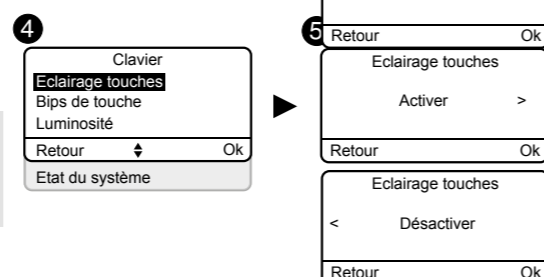 4
Clavier
Eclairage touches
Bips de touche
Luminosité
Retour Ok
Etat du système
5
Retour Ok
Eclairage touches
Activer >
Retour Ok
Eclairage touches
< Désactiver
Retour Ok